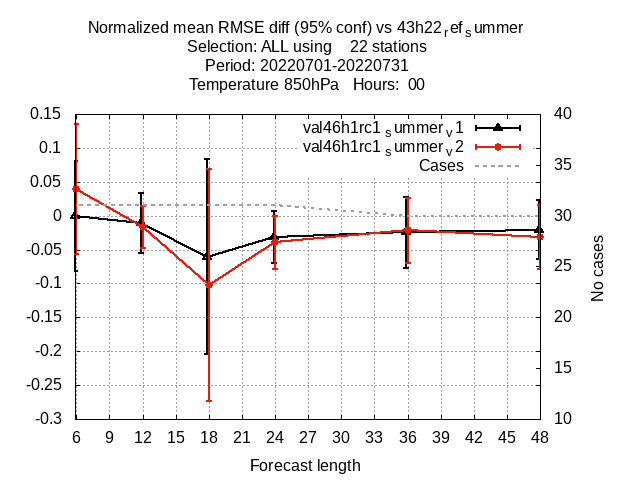 Normalized mean RMSE diff (95% conf) vs 43h22refsummer
Selection: ALL using 22 stations
Period: 20220701-20220731
Temperature 850hPa Hours: 00
0.15 40
val46h1rc1summerv1
0.1
val46h1rc1summerv2
Cases 35
0.05
0 30
-0.05
25
-0.1
-0.15 20
-0.2
15
-0.25
-0.3 10
6 9 12 15 18 21 24 27 30 33 36 39 42 45 48
Forecast length
No cases